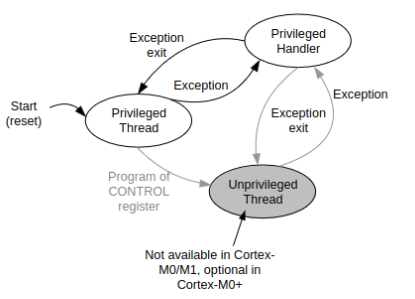 Exception
exit
Privileged
Handler
Exception
Exception
Start
(reset)
Privileged
Thread
Exception
exit
Program of
CONTROL
register
Unprivileged
Thread
Not available in Cortex-
M0/M1, optional in
Cortex-M0+